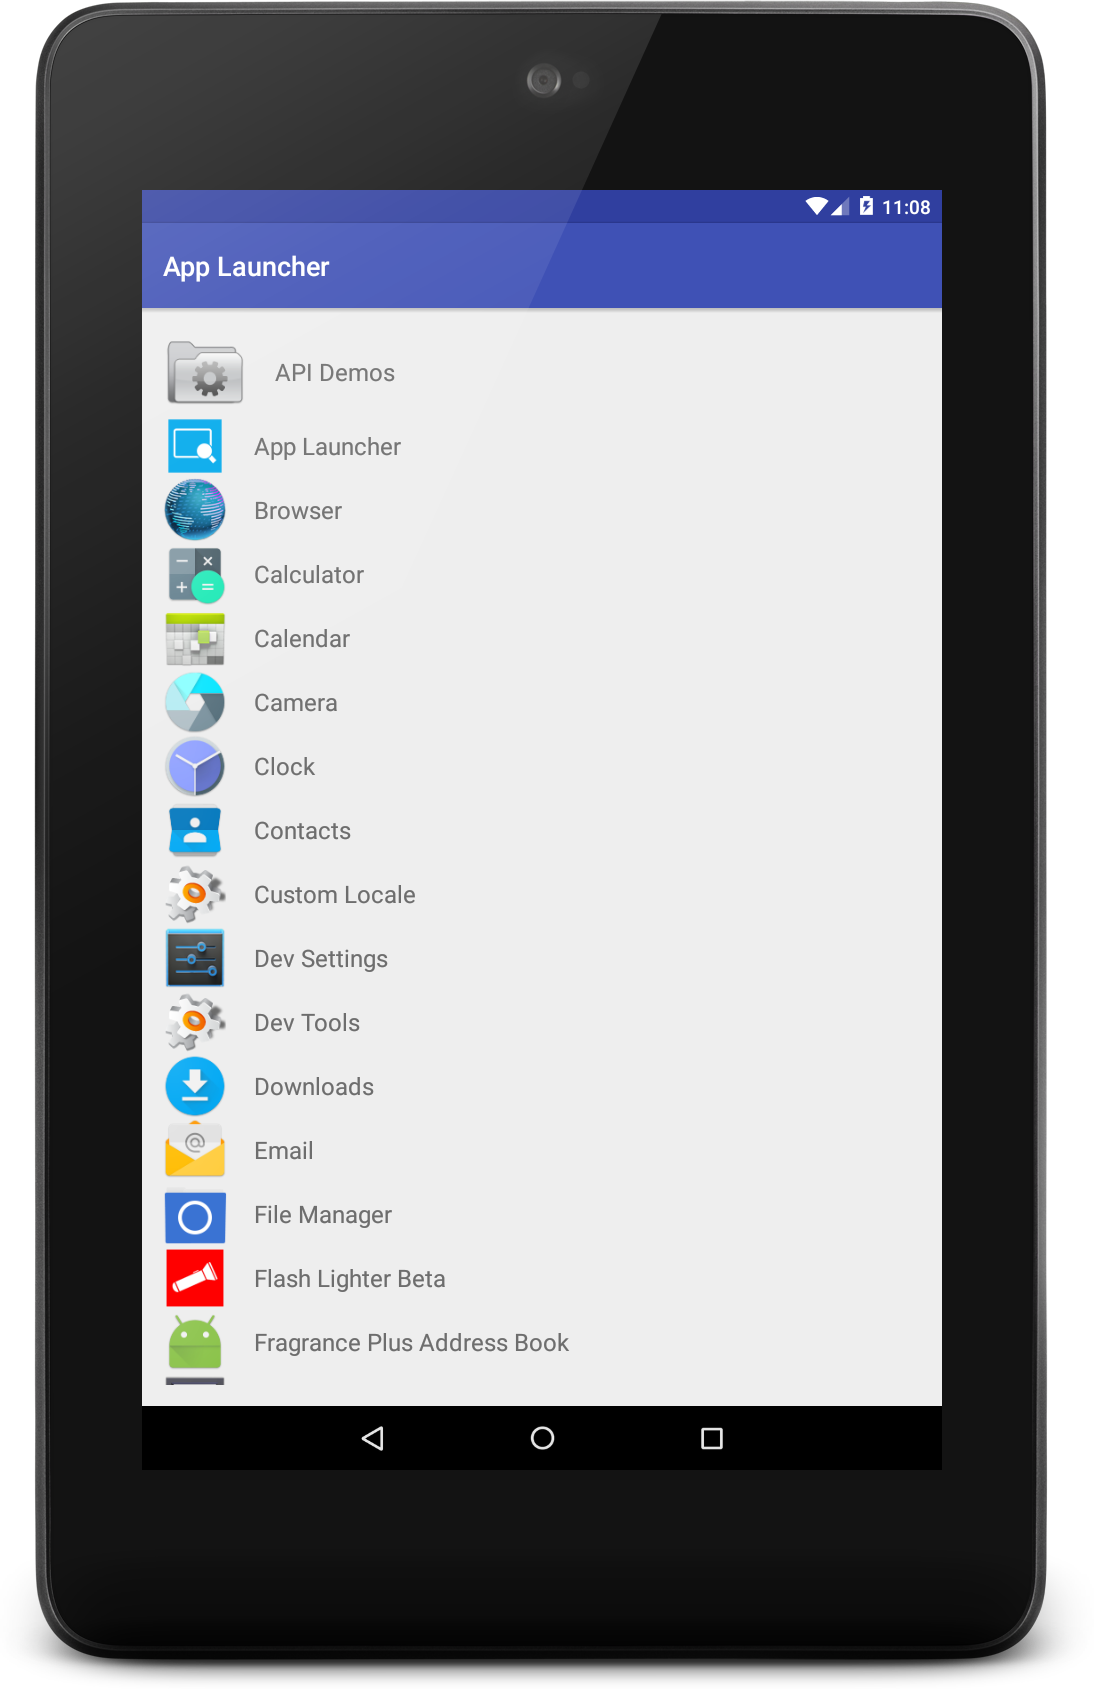 11:08
App Launcher
API Demos
App Launcher
Browser
Calculator
Calendar
Camera
Clock
Contacts
Custom Locale
Dev Settings
Dev Tools
Downloads
@
Email
File Manager
Flash Lighter Beta
Fragrance Plus Address Book